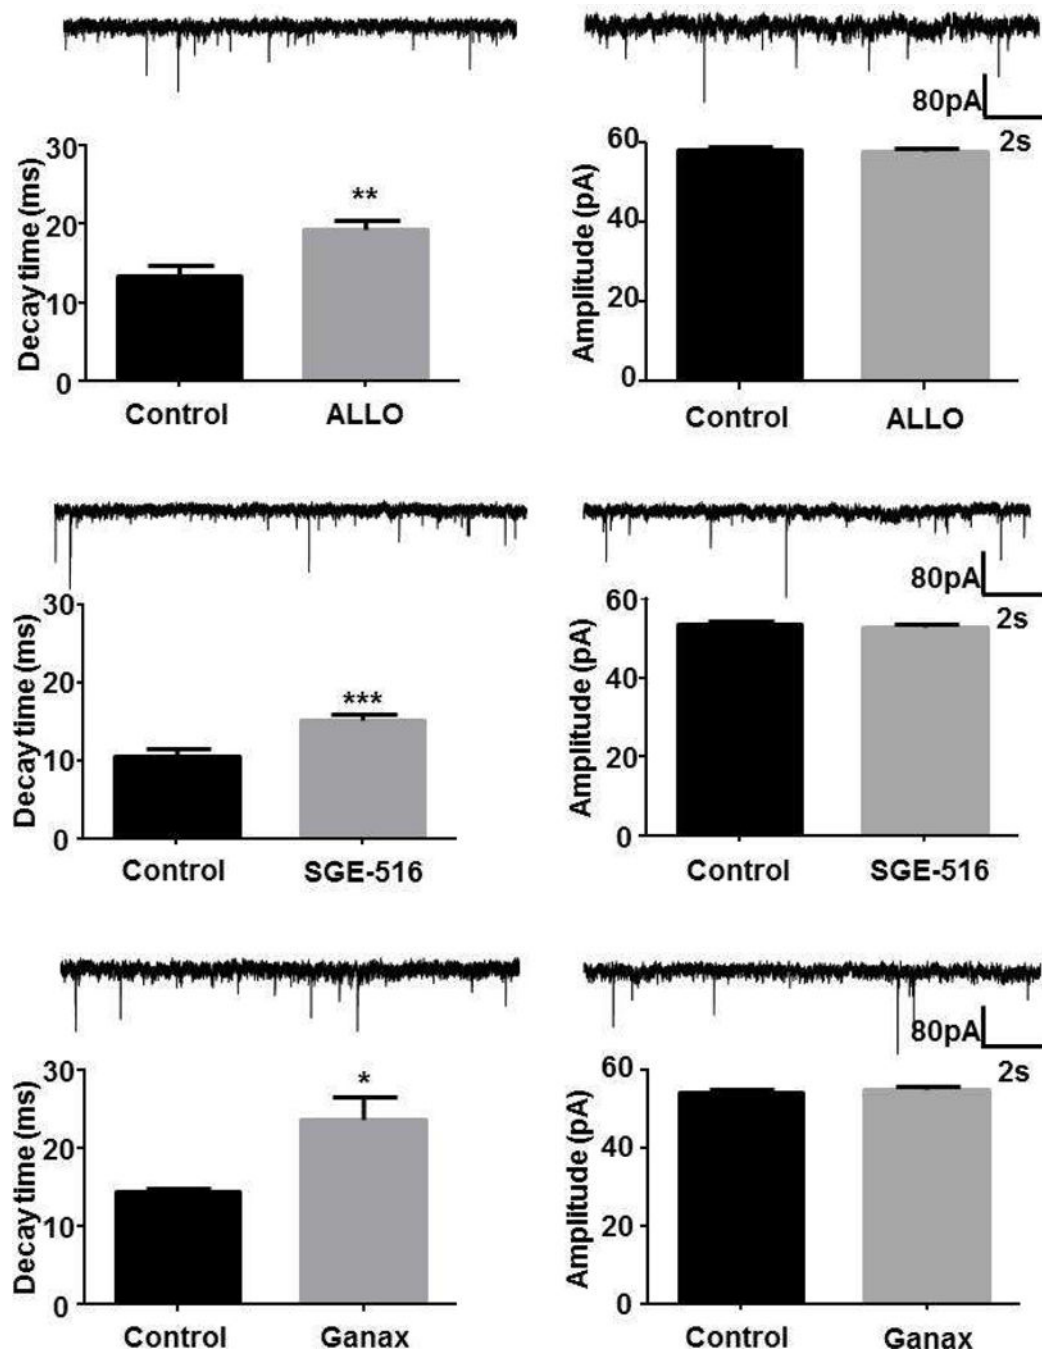 80pA
2s
30
20
10
0
Decay time (ms)
**
Control
ALLO
60
40
20
0
Amplitude (pA)
Control
ALLO
80pA
2s
30
20
10
0
Decay time (ms)
***
Control
SGE-516
60
40
20
0
Amplitude (pA)
Control
SGE-516
80pA
2s
30
20
10
0
Decay time (ms)
*
Control
Ganax
60
40
20
0
Amplitude (pA)
Control
Ganax